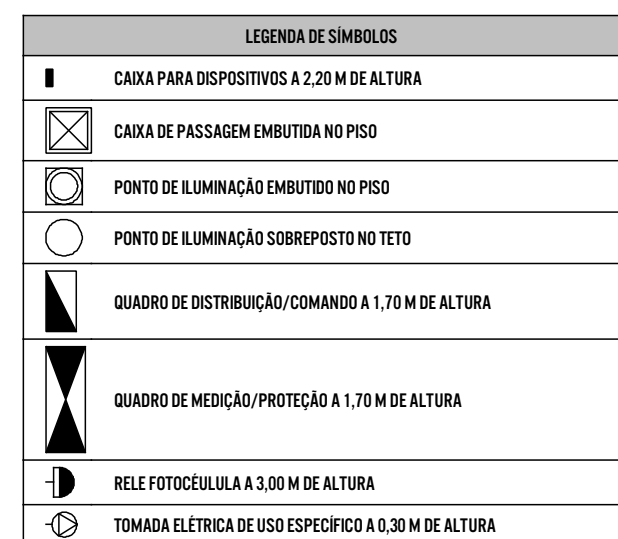 LEGENDA DE SÍMBOLOS
CAIXA PARA DISPOSITIVOS A 2,20 M DE ALTURA
CAIXA DE PASSAGEM EMBUTIDA NO PISO
PONTO DE ILUMINAÇÃO EMBUTIDO NO PISO
PONTO DE ILUMINAÇÃO SOBREPOSTO NO TETO
QUADRO DE DISTRIBUIÇÃO/COMANDO A 1,70 M DE ALTURA
QUADRO DE MEDIÇÃO/PROTEÇÃO A 1,70 M DE ALTURA
RELE FOTOCÉULULA A 3,00 M DE ALTURA
TOMADA ELÉTRICA DE USO ESPECÍFICO A 0,30 M DE ALTURA